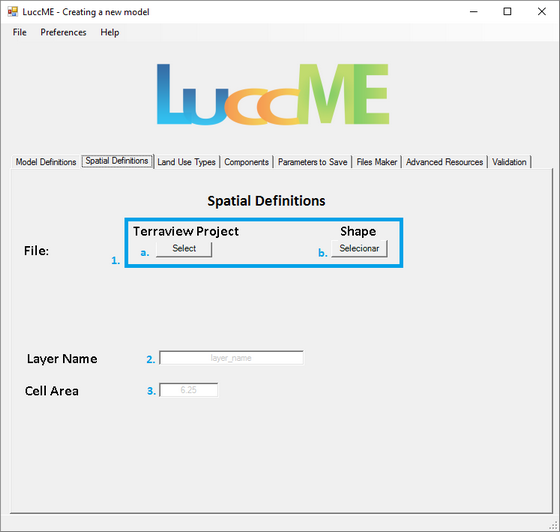 LuccME - Creating a new model
File Preferences Help
LuccME
Model Definitions Spatial Definitions Land Use Types Components Parameters to Save Files Maker Advanced Resources Validation
Spatial Definitions
Terraview Project Shape
File: 1. a. Select b. Selecionar
Layer Name 2. layer_name
Cell Area 3. 6.25